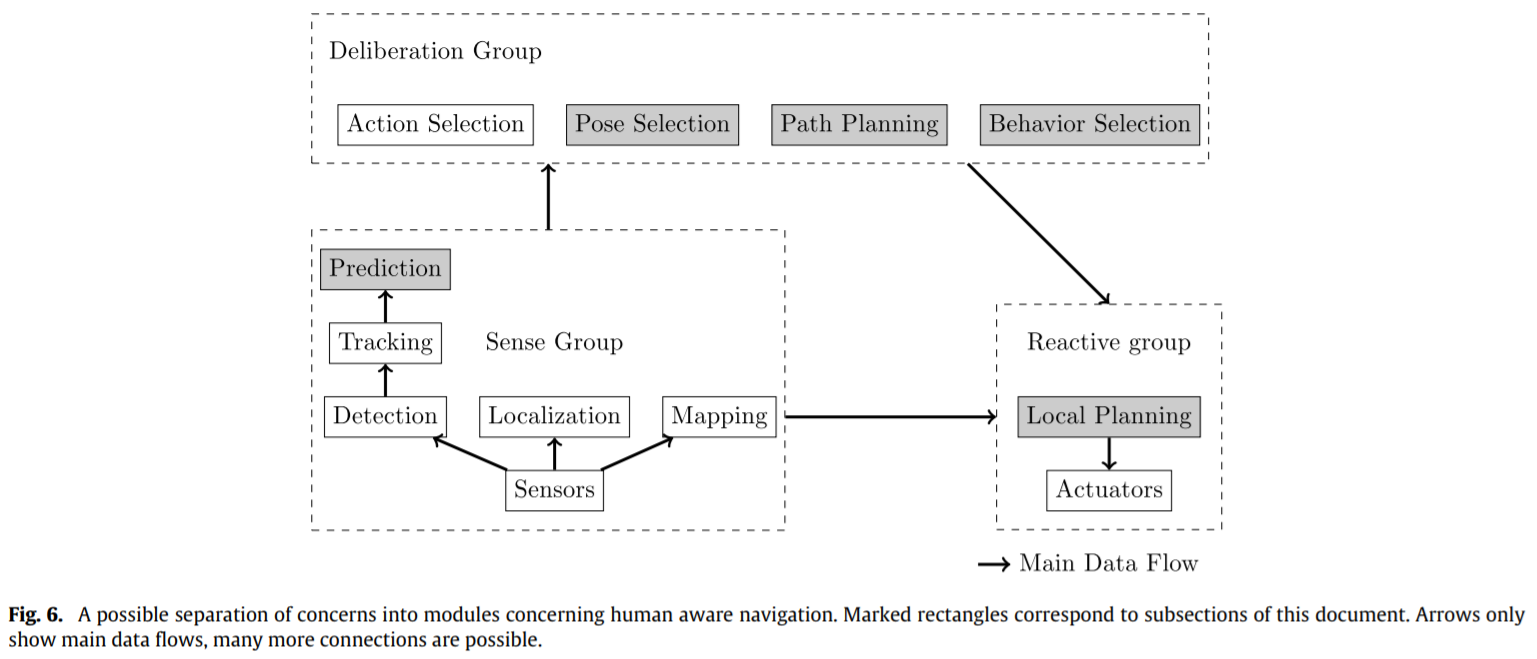 Deliberation Group
Action Selection
Pose Selection
Path Planning
Behavior Selection
Prediction
Tracking
Sense Group
Reactive group
Detection
Localization
Mapping
Local Planning
Sensors
Actuators
Main Data Flow
Fig. 6. A possible separation of concerns into modules concerning human aware navigation. Marked rectangles correspond to subsections of this document. Arrows only
show main data flows, many more connections are possible.